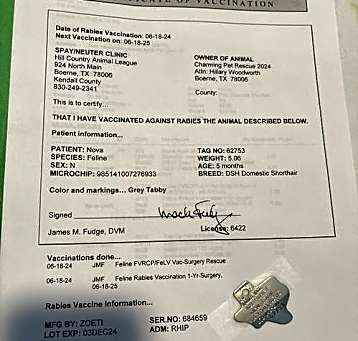 OF VACCINATION
Date of Rabies Vaccination: 06-18-24
Next Vaccination on: 06-18-25
SPAY/NEUTER CLINIC
Hill Country Animal League
924 North Main
Boerne, TX 78006
Kendall County
830-249-2341
OWNER OF ANIMAL
Charming Pet Rescue 2024
Attn: Hillary Woodworth
Boerne, TX 78006
County:
This is to certify...
THAT I HAVE VACCINATED AGAINST RABIES THE ANIMAL DESCRIBED BELOW.
Patient information...
PATIENT: Nova
SPECIES: Feline
SEX: N
MICROCHIP: 985141007276933
TAG NO: 62753
WEIGHT: 5.06
AGE: 5 months
BREED: DSH Domestic Shorthair
Color and markings... Grey Tabby
Signed
James M. Fudge, DVM
License: 6422
Vaccinations done...
06-18-24 JMF Feline FVRCP/FeLV Vac-Surgery Rescue
06-18-24 JMF Feline Rabies Vaccination 1-Yr-Surgery,
06-18-25
Rabies Vaccine Information...
MFG BY: ZOETI
LOT EXP: 03DEC24
SER.NO: 684659
ADM: RHIP